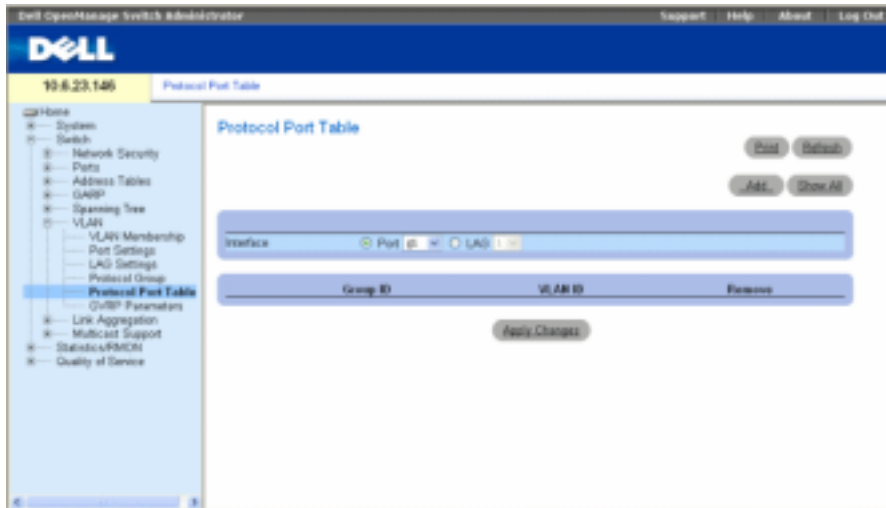 Dell OpenManage Switch Administrator
Support Help About Log Out
DELL
10.6.23.146
Protocol Port Table
Home
System
Switch
Network Security
Ports
Address Tables
GARP
Spanning Tree
VLAN
VLAN Membership
Port Settings
LAG Settings
Protocol Group
Protocol Port Table
GVRP Parameters
Link Aggregation
Multicast Support
Statistics/RMON
Quality of Service
Protocol Port Table
Print Refresh
Add Show All
Interface Port LAG 1
Group ID VLAN ID Remove
Apply Changes